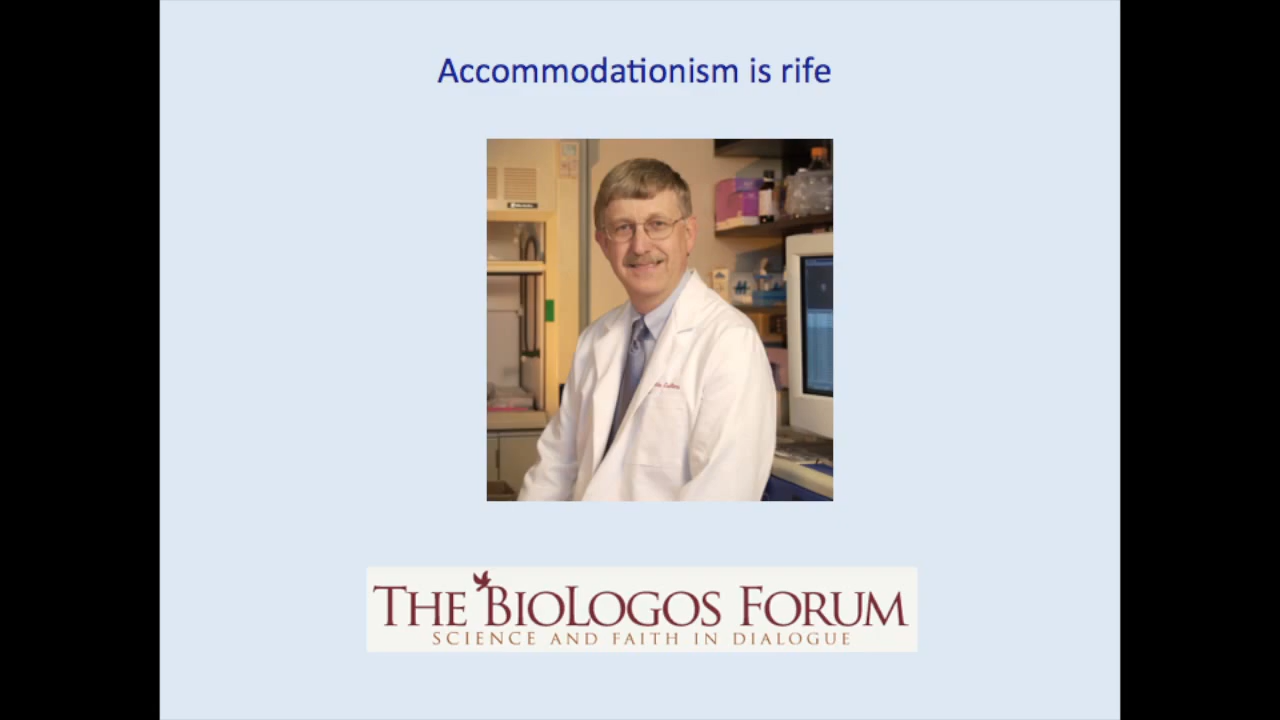 Accommodationism is rife
THE BIOLOGOS FORUM
SCIENCE AND FAITH IN DIALOGUE